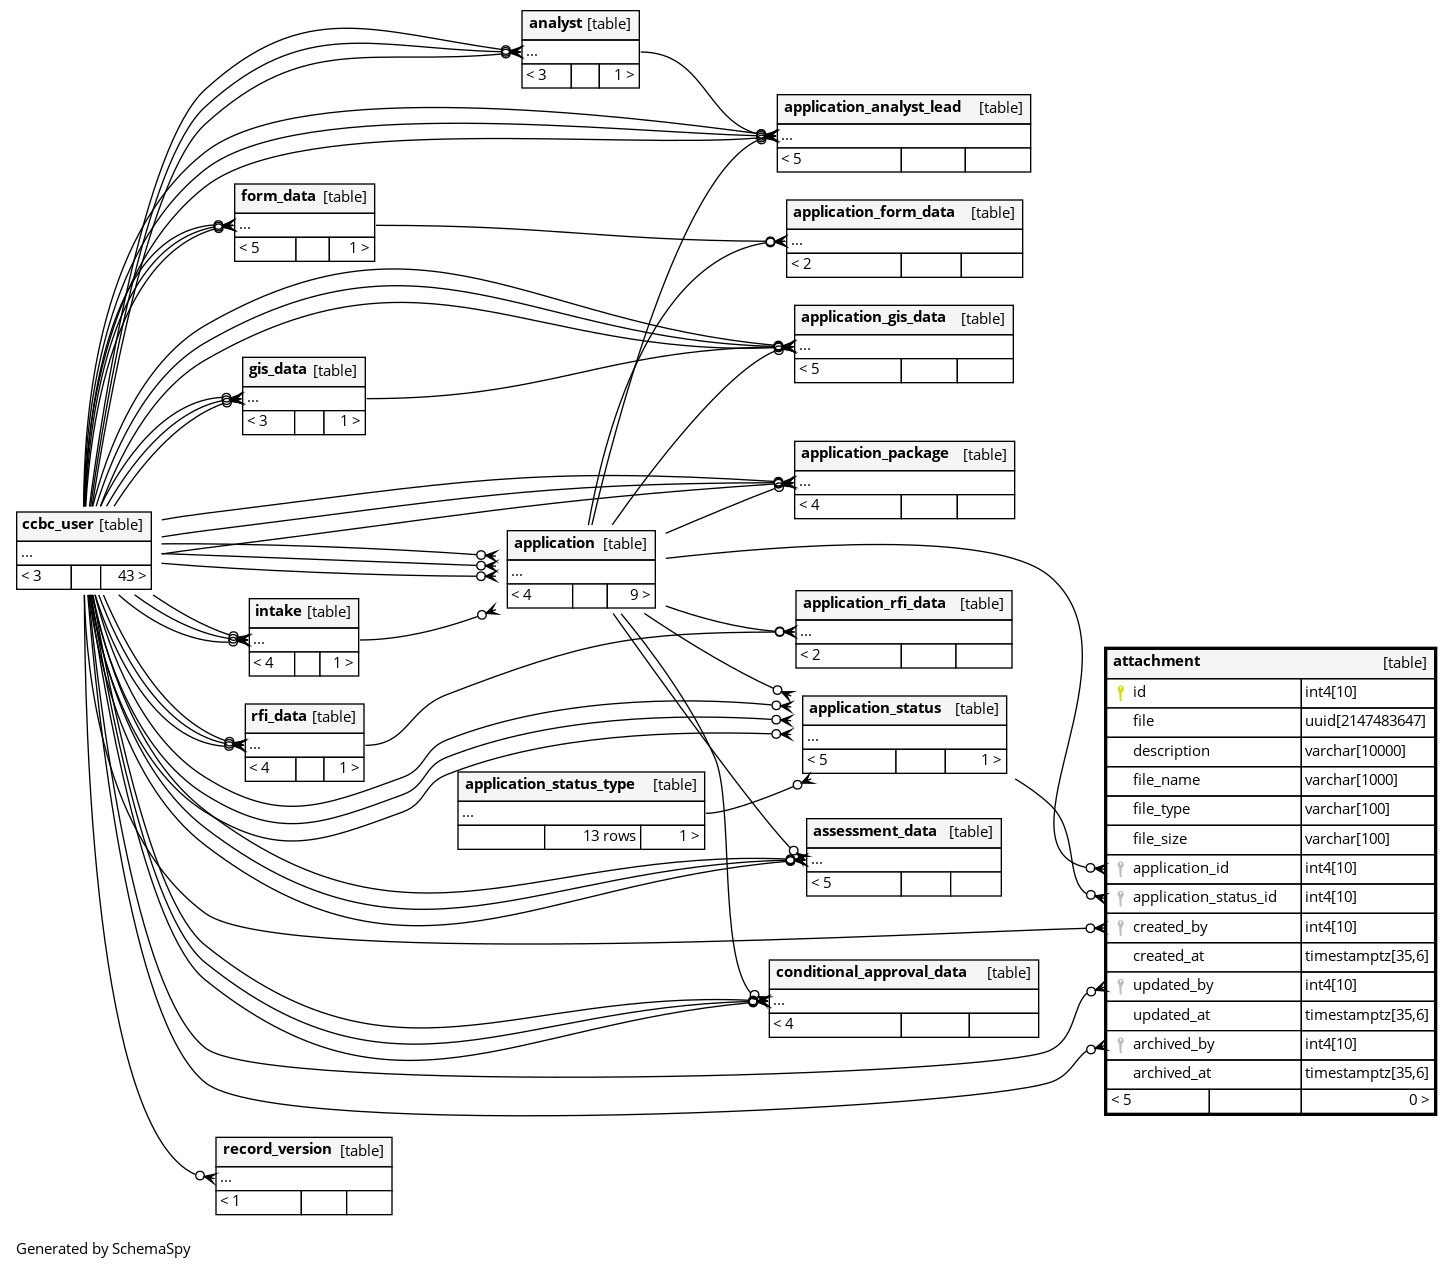 analyst [table]
...
< 3 1 >
application_analyst_lead [table]
...
< 5
form_data [table]
...
< 5 1 >
application_form_data [table]
...
< 2
application_gis_data [table]
...
< 5
gis_data [table]
...
< 3 1 >
application_package [table]
...
< 4
ccbc_user [table]
...
< 3 43 >
application [table]
...
< 4 9 >
intake [table]
...
< 4 1 >
application_rfi_data [table]
...
< 2
rfi_data [table]
...
< 4 1 >
application_status [table]
...
< 5 1 >
application_status_type [table]
...
13 rows 1 >
assessment_data [table]
...
< 5
conditional_approval_data [table]
...
< 4
attachment [table]
id int4[10]
file uuid[2147483647]
description varchar[10000]
file_name varchar[1000]
file_type varchar[100]
file_size varchar[100]
application_id int4[10]
application_status_id int4[10]
created_by int4[10]
created_at timestamptz[35,6]
updated_by int4[10]
updated_at timestamptz[35,6]
archived_by int4[10]
archived_at timestamptz[35,6]
< 5 0 >
record_version [table]
...
< 1
Generated by SchemaSpy